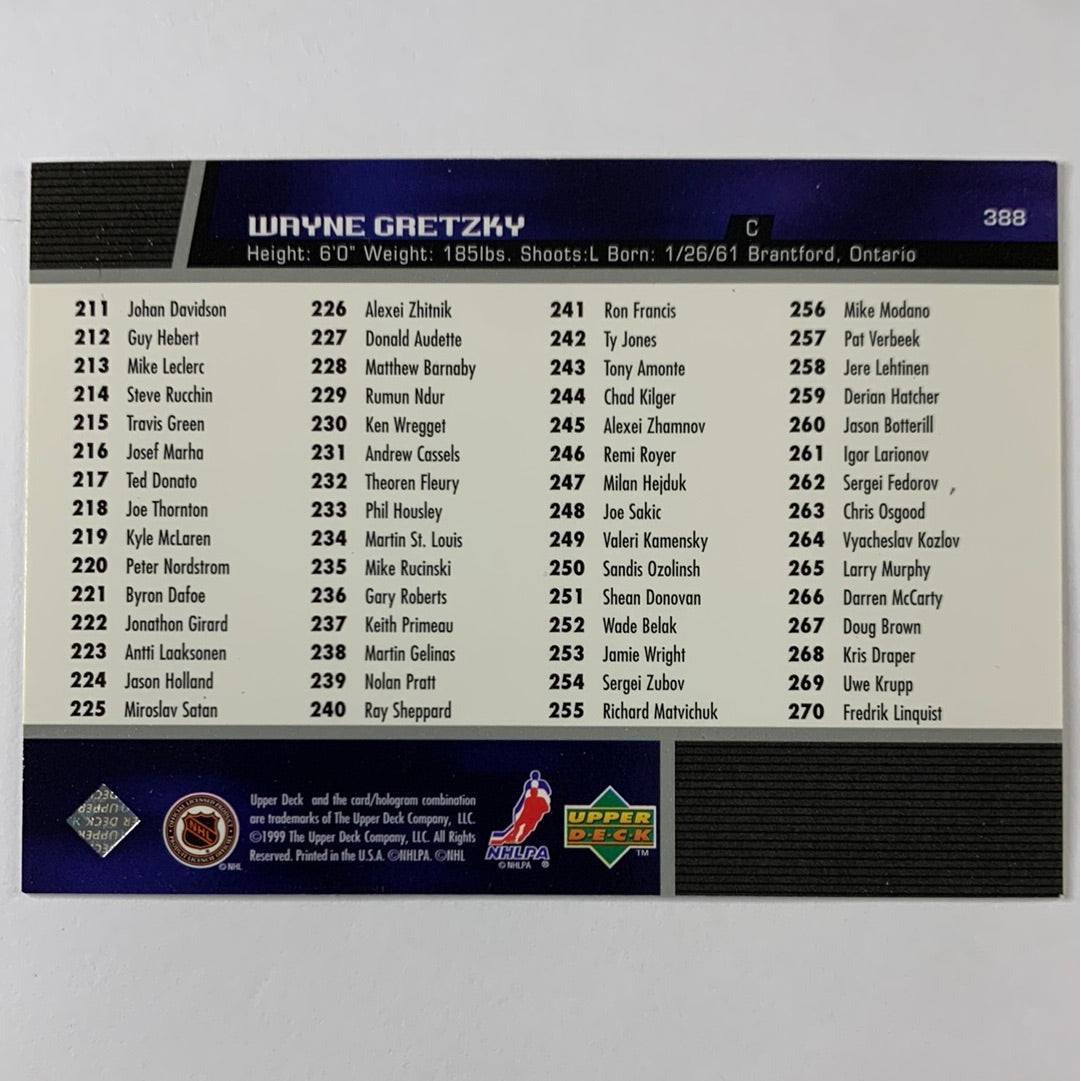 WAYNE GRETZKY C 388
Height: 6'0" Weight: 185lbs. Shoots:L Born: 1/26/61 Brantford, Ontario
211 Johan Davidson
212 Guy Hebert
213 Mike Leclerc
214 Steve Rucchin
215 Travis Green
216 Josef Marha
217 Ted Donato
218 Joe Thornton
219 Kyle McLaren
220 Peter Nordstrom
221 Byron Dafoe
222 Jonathon Girard
223 Antti Laaksonen
224 Jason Holland
225 Miroslav Satan
226 Alexei Zhitnik
227 Donald Audette
228 Matthew Barnaby
229 Rumun Ndur
230 Ken Wregget
231 Andrew Cassels
232 Theoren Fleury
233 Phil Housley
234 Martin St. Louis
235 Mike Rucinski
236 Gary Roberts
237 Keith Primeau
238 Martin Gelinas
239 Nolan Pratt
240 Ray Sheppard
241 Ron Francis
242 Ty Jones
243 Tony Amonte
244 Chad Kilger
245 Alexei Zhamnov
246 Remi Royer
247 Milan Hejduk
248 Joe Sakic
249 Valeri Kamensky
250 Sandis Ozolinsh
251 Shean Donovan
252 Wade Belak
253 Jamie Wright
254 Sergei Zubov
255 Richard Matvichuk
256 Mike Modano
257 Pat Verbeek
258 Jere Lehtinen
259 Derian Hatcher
260 Jason Botterill
261 Igor Larionov
262 Sergei Fedorov
263 Chris Osgood
264 Vyacheslav Kozlov
265 Larry Murphy
266 Darren McCarty
267 Doug Brown
268 Kris Draper
269 Uwe Krupp
270 Fredrik Linquist
NHL
© NHL
Upper Deck and the card/hologram combination
are trademarks of The Upper Deck Company, LLC.
©1999 The Upper Deck Company, LLC. All Rights
Reserved. Printed in the U.S.A. ©NHLPA. ©NHL
NHLPA
© NHLPA ®
UPPER
DECK
TM